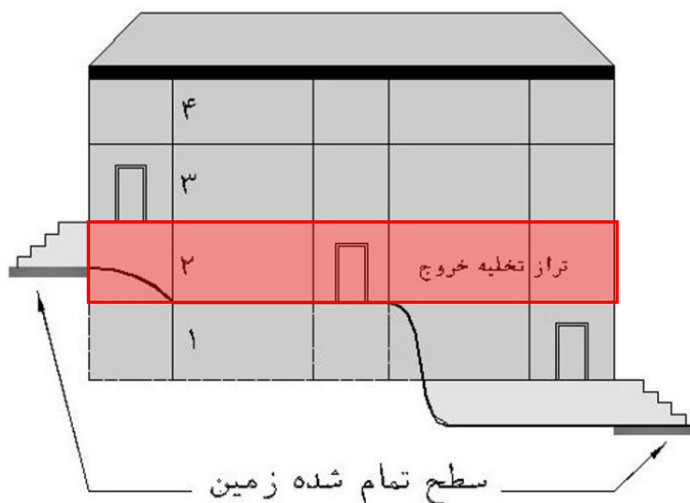 ۴
۳
۲
تراز تخلیه خروج
۱
سطح تمام شده زمین